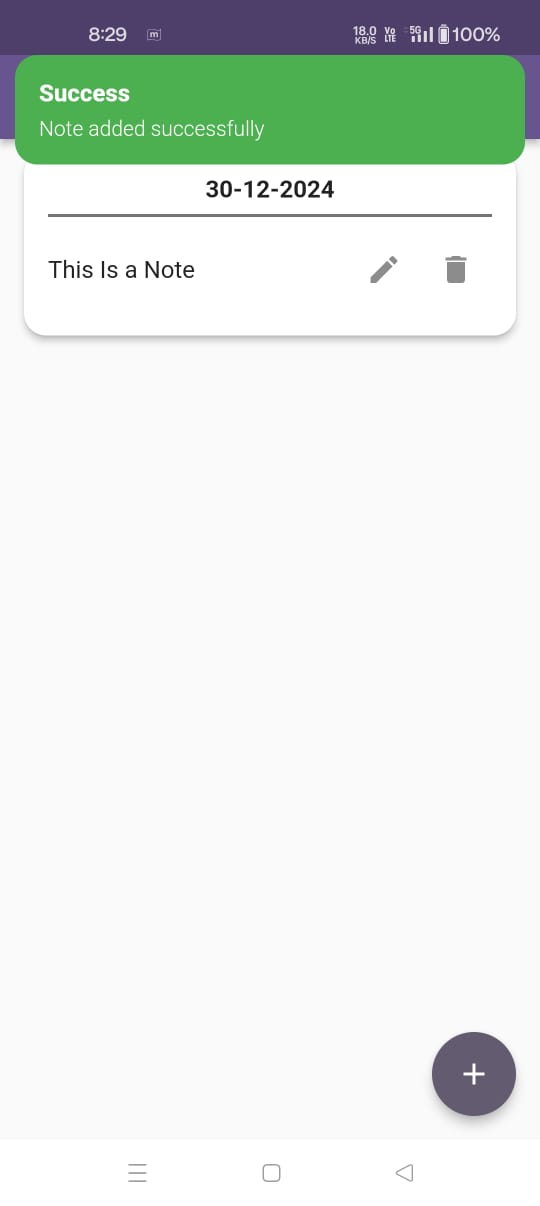 8:29 m 18.0 KB/S Vo LTE 5G 100%
Success
Note added successfully
30-12-2024
This Is a Note